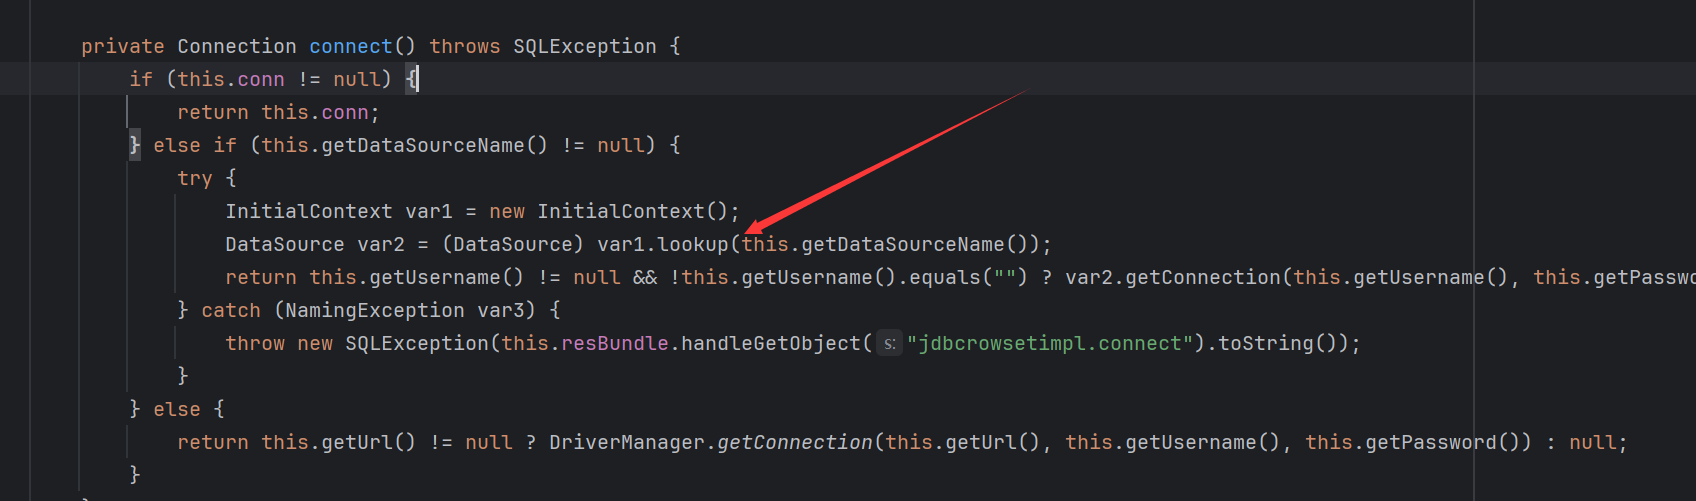 private Connection connect() throws SQLException {
if (this.conn != null) {
return this.conn;
} else if (this.getDataSourceName() != null) {
try {
InitialContext var1 = new InitialContext();
DataSource var2 = (DataSource) var1.lookup(this.getDataSourceName());
return this.getUsername() != null && !this.getUsername().equals("") ? var2.getConnection(this.getUsername(), this.getPassw
} catch (NamingException var3) {
throw new SQLException(this.resBundle.handleGetObject( s: "jdbcrowsetimpl.connect").toString());
}
} else {
return this.getUrl() != null ? DriverManager.getConnection(this.getUrl(), this.getUsername(), this.getPassword()) : null;
}